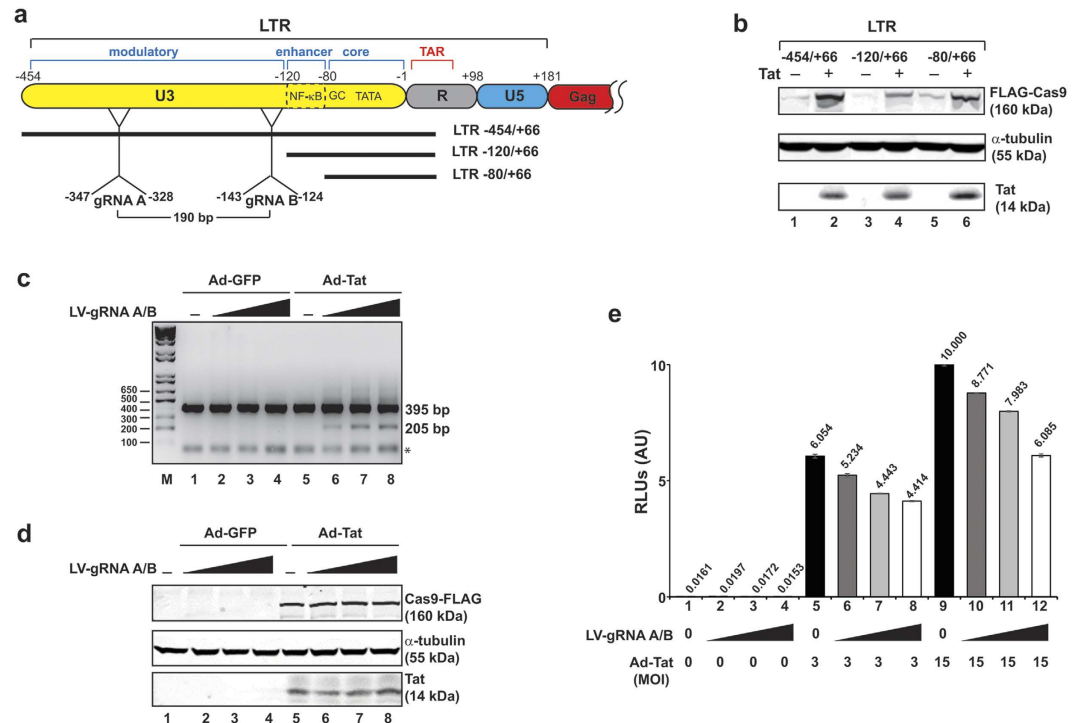 a
LTR
modulatory enhancer core TAR
-454 -120 -80 -1 +98 +181
U3 NF-κB GC TATA R U5 Gag
LTR -454/+66
LTR -120/+66
LTR -80/+66
-347 gRNA A -328 -143 gRNA B -124
190 bp
b
LTR
-454/+66 -120/+66 -80/+66
Tat – + – + – +
FLAG-Cas9
(160 kDa)
α-tubulin
(55 kDa)
Tat
(14 kDa)
1 2 3 4 5 6
c
Ad-GFP Ad-Tat
LV-gRNA A/B – –
650
500
400
300
200
100
395 bp
205 bp
*
M 1 2 3 4 5 6 7 8
d
Ad-GFP Ad-Tat
LV-gRNA A/B – –
Cas9-FLAG
(160 kDa)
α-tubulin
(55 kDa)
Tat
(14 kDa)
1 2 3 4 5 6 7 8
e
RLUs (AU)
10
5
0
0.0161 0.0197 0.0172 0.0153 6.054 5.234 4.443 4.414 10.000 8.771 7.983 6.085
1 2 3 4 5 6 7 8 9 10 11 12
LV-gRNA A/B 0 0 0
Ad-Tat 0 0 0 0 3 3 3 3 15 15 15 15
(MOI)